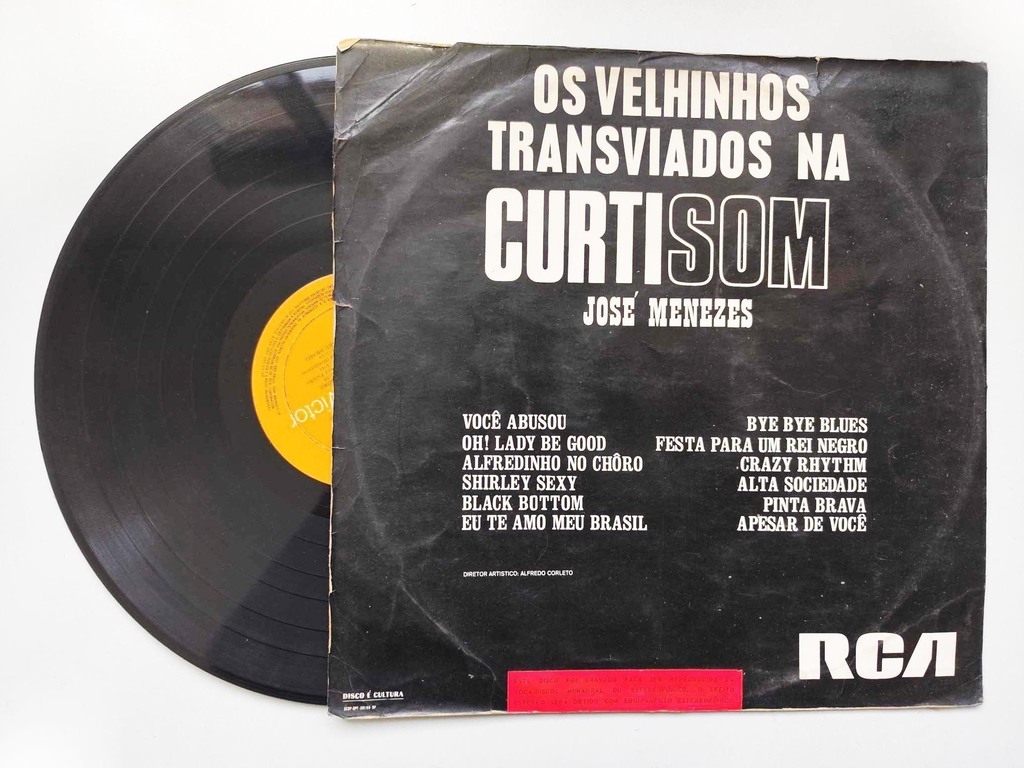 OS VELHINHOS
TRANSVIADOS NA
CURTISOM
JOSÉ MENEZES
VOCÊ ABUSOU
OH! LADY BE GOOD
ALFREDINHO NO CHÔRO
SHIRLEY SEXY
BLACK BOTTOM
EU TE AMO MEU BRASIL
BYE BYE BLUES
FESTA PARA UM REI NEGRO
CRAZY RHYTHM
ALTA SOCIEDADE
PINTA BRAVA
APESAR DE VOCÊ
DIRETOR ARTISTICO: ALFREDO CORLETO
RCA
DISCO É CULTURA
Victor